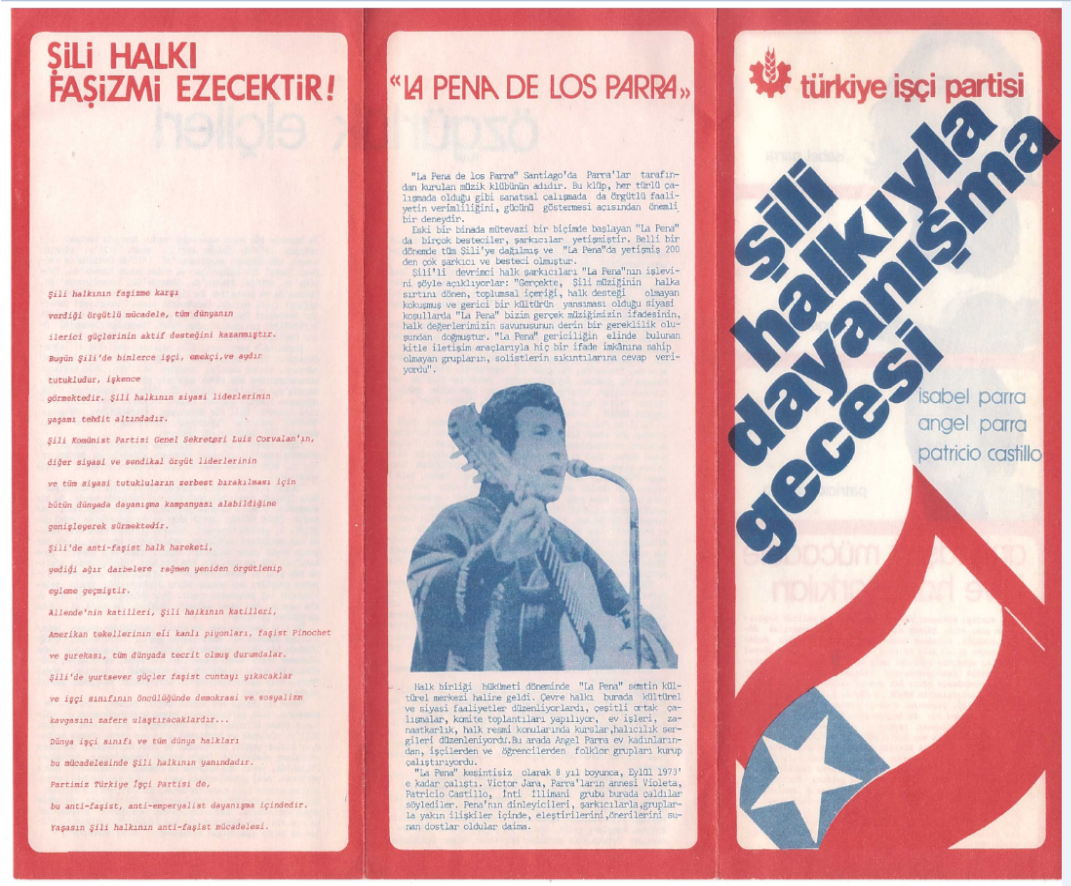 ŞİLİ HALKI
FAŞİZMİ EZECEKTİR!
Şili halkının faşizme karşı
verdiği örgütlü mücadele, tüm dünyanın
ilerici güçlerinin aktif desteğini kazanmıştır.
Bugün Şili'de binlerce işçi, emekçi,ve aydın
tutukludur, işkence
görmektedir. Şili halkının siyasi liderlerinin
yaşamı tehdit altındadır.
Şili Komünist Partisi Genel Sekreteri Luis Corvalan'ın,
diğer siyasi ve sendikal örgüt liderlerinin
ve tüm siyasi tutukluların serbest bırakılması için
bütün dünyada dayanışma kampanyası alabildiğine
genişleyerek sürmektedir.
Şili'de anti-faşist halk hareketi,
yediği ağır darbelere rağmen yeniden örgütlenip
eyleme geçmiştir.
Allende'nin katilleri, Şili halkının katilleri,
Amerikan tekellerinin eli kanlı piyonları, faşist Pinochet
ve şurekası, tüm dünyada tecrit olmuş durumdalar.
Şili'de yurtsever güçler faşist cuntayı yıkacaklar
ve işçi sınıfının öncülüğünde demokrasi ve sosyalizm
kavgasını zafere ulaştıracaklardır...
Dünya işçi sınıfı ve tüm dünya halkları
bu mücadelesinde Şili halkının yanındadır.
Partimiz Türkiye İşçi Partisi de,
bu anti-faşist, anti-emperyalist dayanışma içindedir.
Yaşasın Şili halkının anti-faşist mücadelesi.
«LA PENA DE LOS PARRA»
"La Pena de los Parra" Santiago'da Parra'lar tarafın-
dan kurulan müzik klübünün adıdır. Bu klüp, her türlü ça-
lışmada olduğu gibi sanatsal çalışmada da örgütlü faali-
yetin verimliliğini, gücünü göstermesi açısından önemli
bir deneydir.
Eski bir binada mütevazi bir biçimde başlayan "La Pena"
da birçok besteciler, şarkıcılar yetişmiştir. Belli bir
dönemde tüm Şili'ye dağılmış ve "La Pena"da yetişmiş 200
den çok şarkıcı ve besteci olmuştur.
Şili'li devrimci halk şarkıcıları "La Pena"nın işlevi-
ni şöyle açıklıyorlar: "Gerçekte, Şili müziğinin halka
sırtını dönen, toplumsal içeriği, halk desteği olmayan
kokuşmuş ve gerici bir kültürün yansıması olduğu siyasi
koşullarda "La Pena" bizim gerçek müziğimizin ifadesinin,
halk değerlerimizin savunusunun derin bir gereklilik olu-
şundan doğmuştur. "La Pena" gericiliğin elinde bulunan
kitle iletişim araçlarıyla hiç bir ifade imkânına sahip
olmayan grupların, solistlerin sıkıntılarına cevap veri-
yordu".
Halk birliği hükümeti döneminde "La Pena" semtin kül-
türel merkezi haline geldi. Çevre halkı burada kültürel
ve siyasi faaliyetler düzenliyorlardı, çeşitli ortak ça-
lışmalar, komite toplantıları yapılıyor, ev işleri, za-
naatkarlık, halk resmi konularında kurslar,halıcılık ser-
gileri düzenleniyordu.Bu arada Angel Parra ev kadınların-
dan, işçilerden ve öğrencilerden folklor grupları kurup
çalıştırıyordu.
"La Pena" kesintisiz olarak 8 yıl boyunca, Eylül 1973'
e kadar çalıştı. Victor Jara, Parra'ların annesi Violeta,
Patricio Castillo, İnti İllimani grubu burada çaldılar
söylediler. Pena'nın dinleyicileri, şarkıcılarla,gruplar-
la yakın ilişkiler içinde, eleştirilerini,önerilerini su-
nan dostlar oldular daima.
türkiye işçi partisi
şili
halkıyla
dayanışma
gecesi
isabel parra
angel parra
patricio castillo